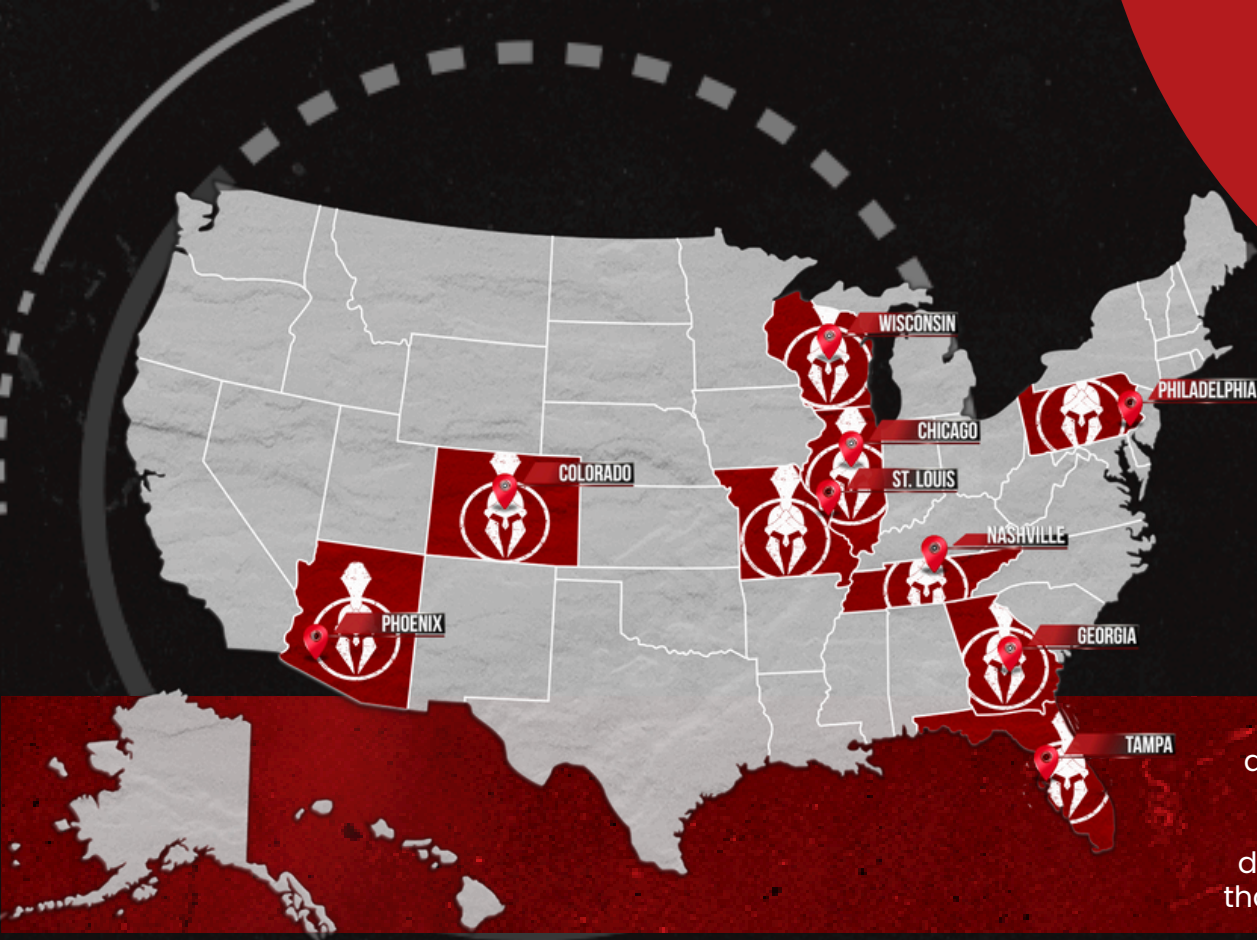 WISCONSIN
PHILADELPHIA
CHICAGO
COLORADO
ST. LOUIS
NASHVILLE
PHOENIX
GEORGIA
TAMPA